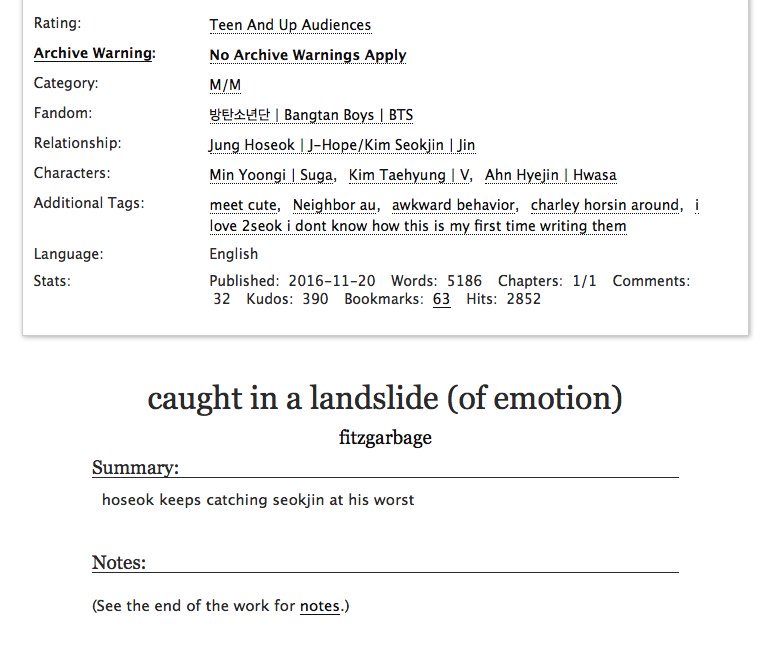 Rating: Teen And Up Audiences
Archive Warning: No Archive Warnings Apply
Category: M/M
Fandom: 방탄소년단 | Bangtan Boys | BTS
Relationship: Jung Hoseok | J-Hope/Kim Seokjin | Jin
Characters: Min Yoongi | Suga, Kim Taehyung | V, Ahn Hyejin | Hwasa
Additional Tags: meet cute, Neighbor au, awkward behavior, charley horsin around, i
love 2seok i dont know how this is my first time writing them
Language: English
Stats: Published: 2016-11-20 Words: 5186 Chapters: 1/1 Comments:
32 Kudos: 390 Bookmarks: 63 Hits: 2852
caught in a landslide (of emotion)
fitzgarbage
Summary:
hoseok keeps catching seokjin at his worst
Notes:
(See the end of the work for notes.)